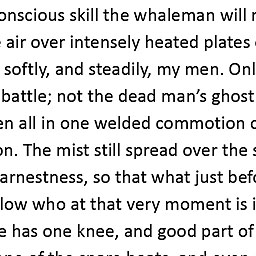 onscious skill the whaleman will
air over intensely heated plates
softly, and steadily, my men. Onl
battle; not the dead man’s ghost
en all in one welded commotion
on. The mist still spread over the s
arnestness, so that what just bef
low who at that very moment is i
e has one knee, and good part of